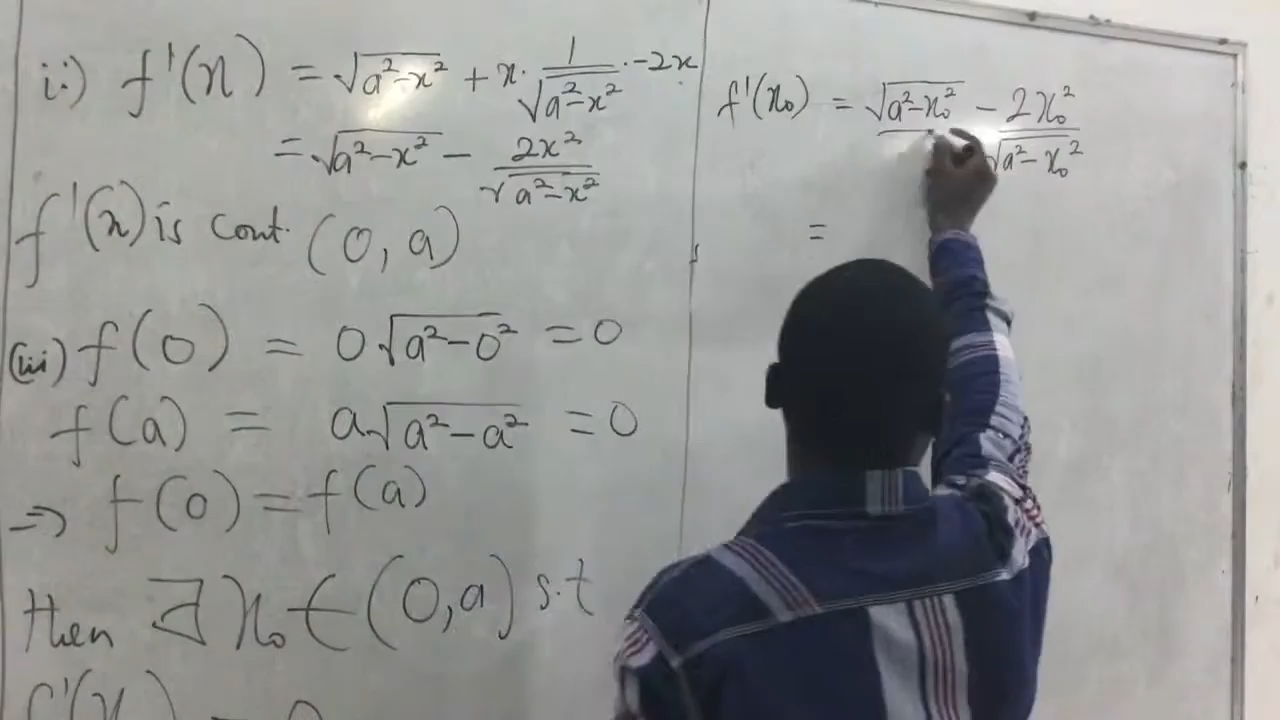 ii) f'(x) = √(a²-x²) + x · 1/√(a²-x²) · -2x
= √(a²-x²) - 2x²/√(a²-x²)
f'(x) is cont. (0, a)
(iii) f(0) = 0√(a²-0²) = 0
f(a) = a√(a²-a²) = 0
⇒ f(0) = f(a)
then ∃ x₀ ∈ (0, a) s.t
f'(x₀) = √(a²-x₀²) - 2x₀²/√(a²-x₀²)
=